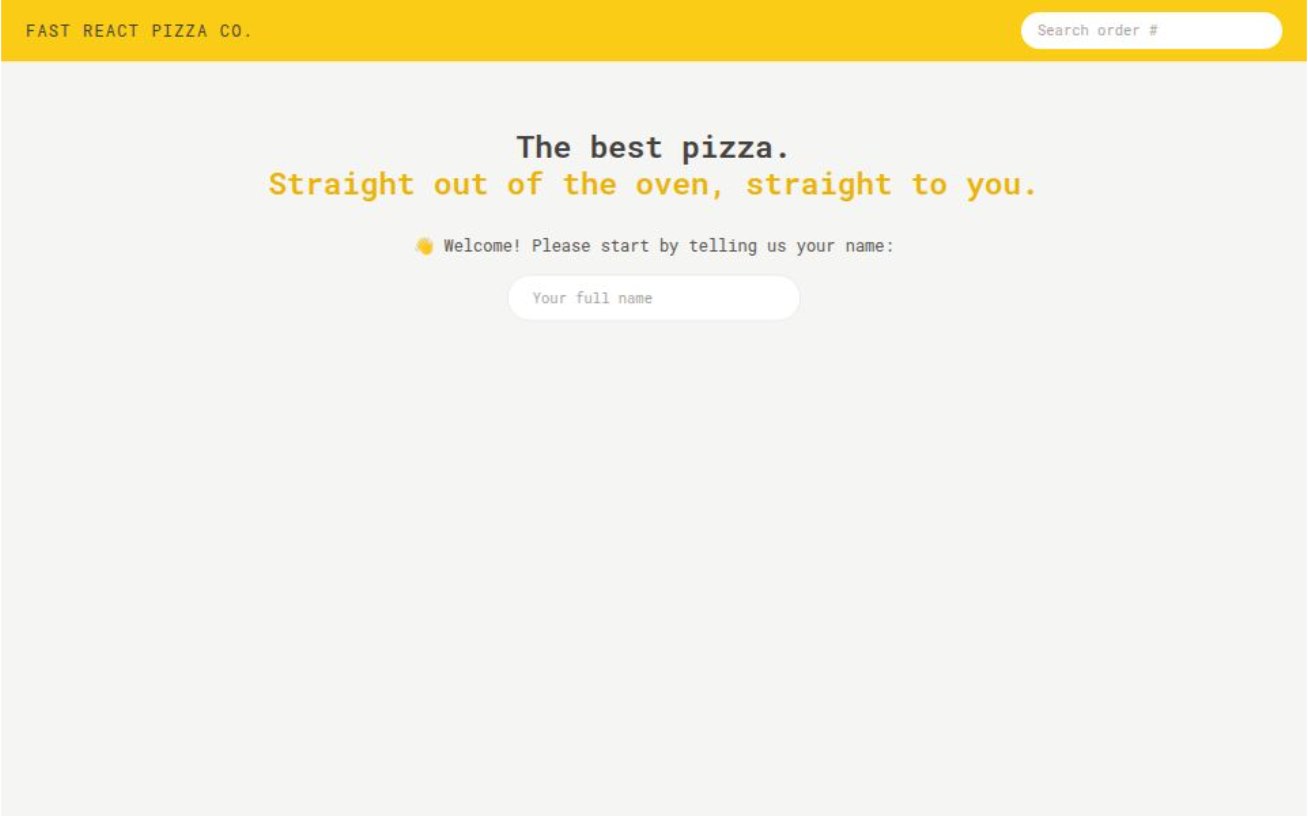 FAST REACT PIZZA CO.
Search order #
The best pizza.
Straight out of the oven, straight to you.
👋 Welcome! Please start by telling us your name:
Your full name